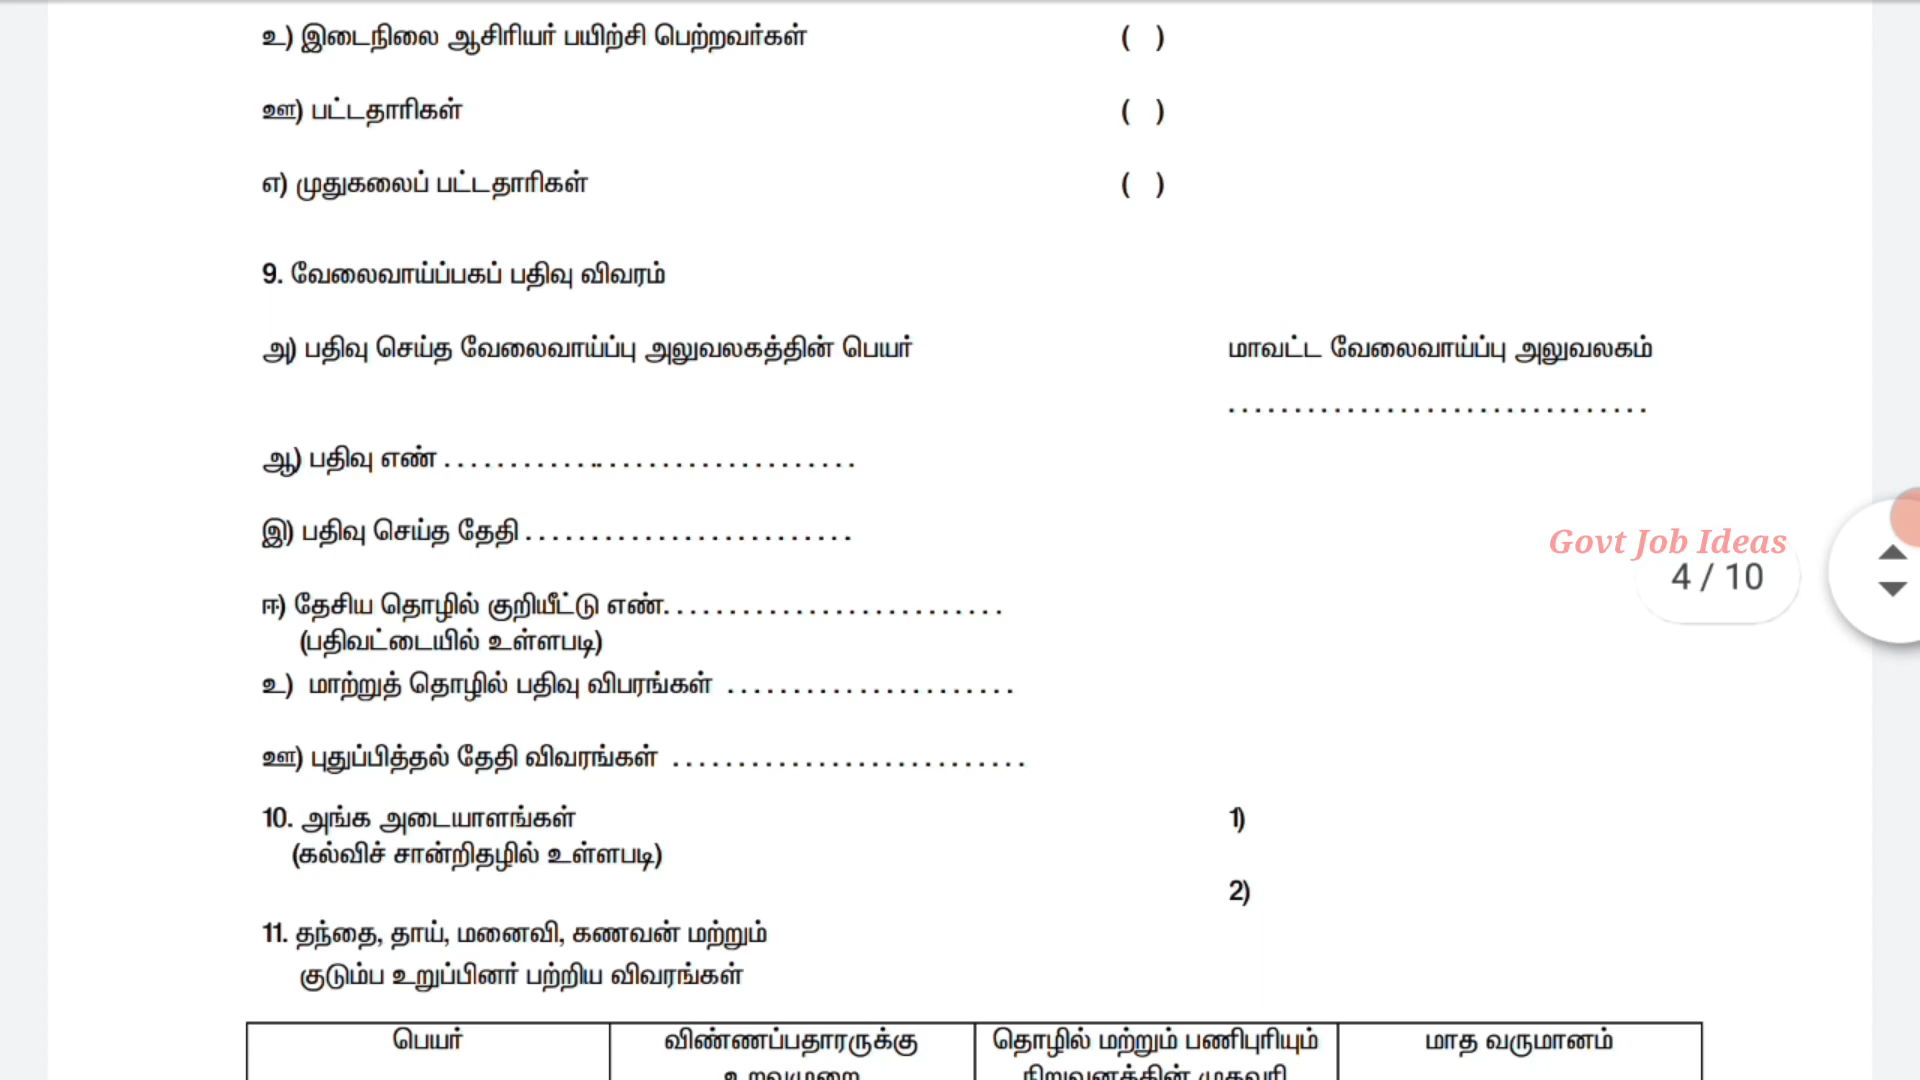 உ) இடைநிலை ஆசிரியர் பயிற்சி பெற்றவர்கள் ( )
ஊ) பட்டதாரிகள் ( )
எ) முதுகலைப் பட்டதாரிகள் ( )
9. வேலைவாய்ப்பகப் பதிவு விவரம்
அ) பதிவு செய்த வேலைவாய்ப்பு அலுவலகத்தின் பெயர் மாவட்ட வேலைவாய்ப்பு அலுவலகம்
. . . . . . . . . . . . . . . . . . . . . . . . . . . . . . . .
ஆ) பதிவு எண் . . . . . . . . . . . .. . . . . . . . . . . . . . . . . . . .
இ) பதிவு செய்த தேதி . . . . . . . . . . . . . . . . . . . . . . . . .
Govt Job Ideas
4 / 10
ஈ) தேசிய தொழில் குறியீட்டு எண். . . . . . . . . . . . . . . . . . . . . . . . . .
(பதிவட்டையில் உள்ளபடி)
உ) மாற்றுத் தொழில் பதிவு விபரங்கள் . . . . . . . . . . . . . . . . . . . . . .
ஊ) புதுப்பித்தல் தேதி விவரங்கள் . . . . . . . . . . . . . . . . . . . . . . . . . . .
10. அங்க அடையாளங்கள் 1)
(கல்விச் சான்றிதழில் உள்ளபடி)
2)
11. தந்தை, தாய், மனைவி, கணவன் மற்றும்
குடும்ப உறுப்பினர் பற்றிய விவரங்கள்
பெயர் விண்ணப்பதாரருக்கு தொழில் மற்றும் பணிபுரியும் மாத வருமானம்
உறவுமுறை நிறுவனத்தின் முகவரி